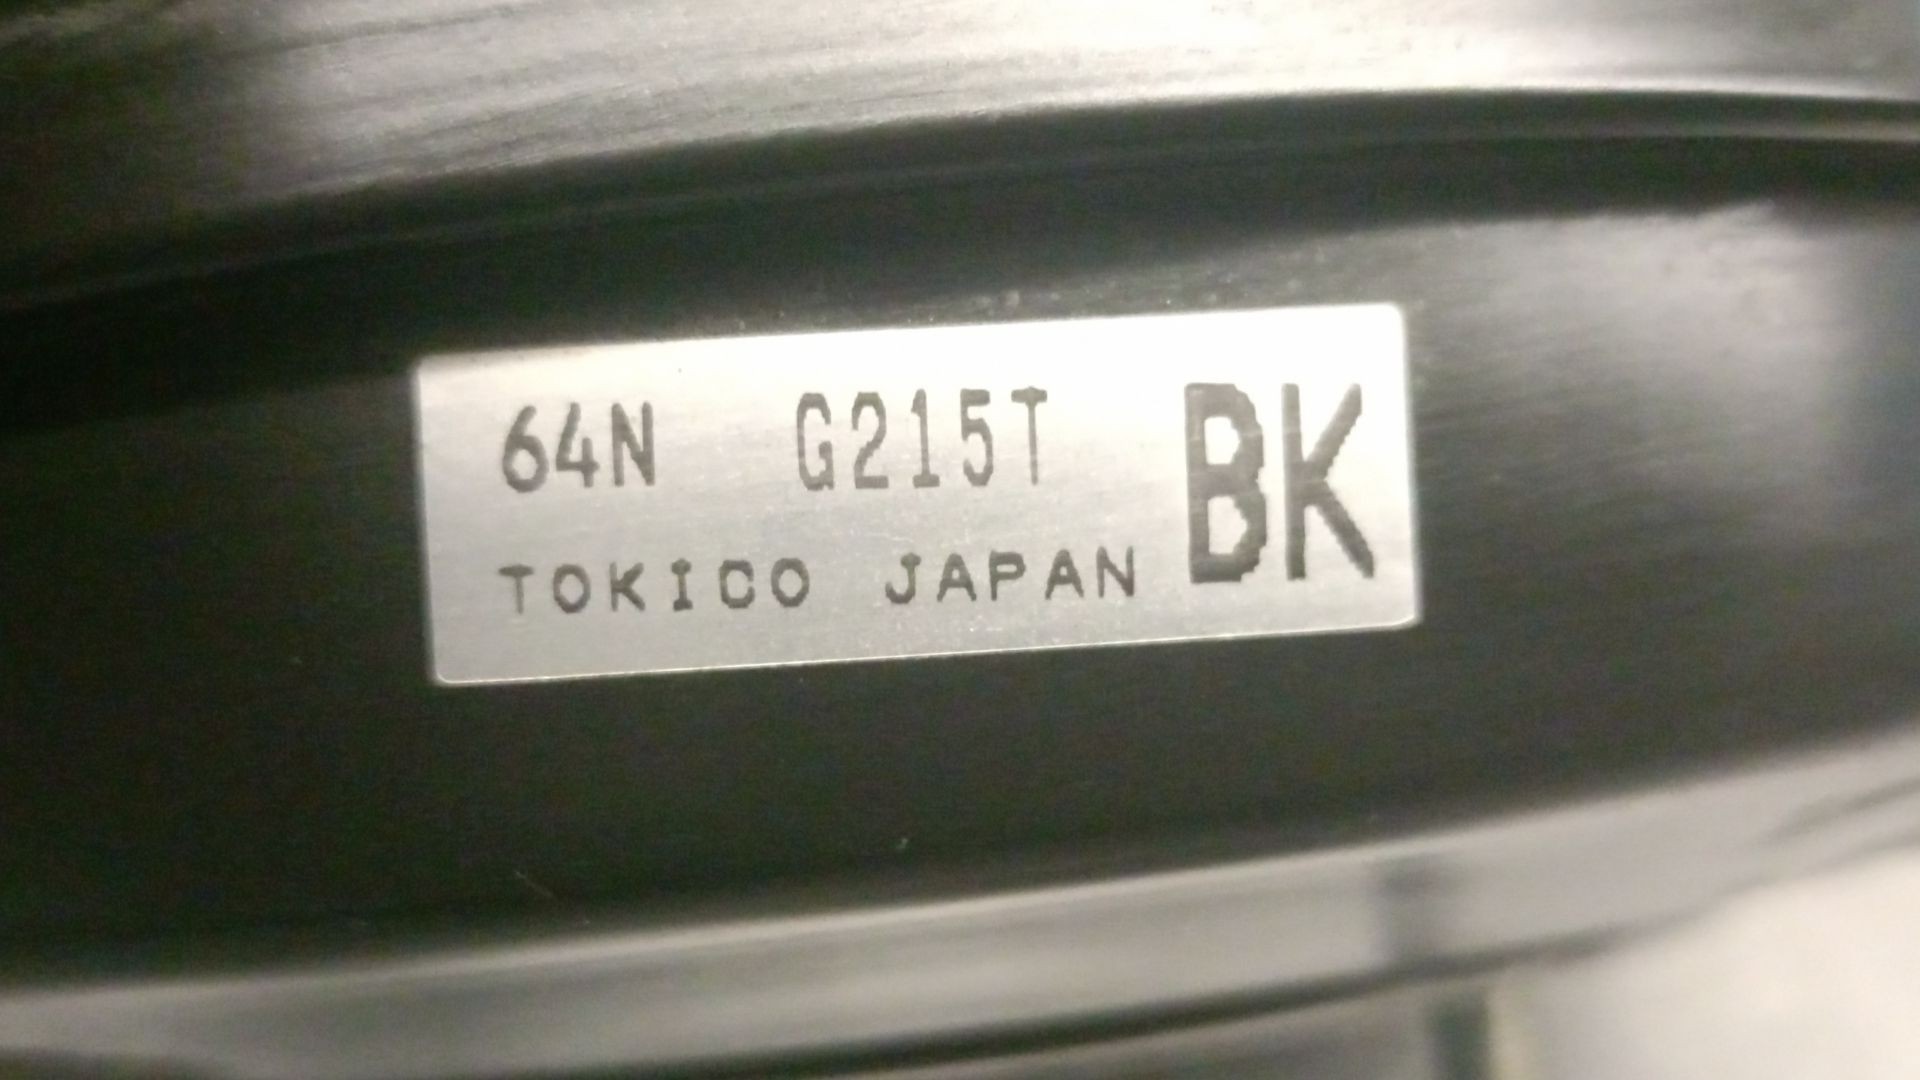 64N G215T BK
TOKICO JAPAN